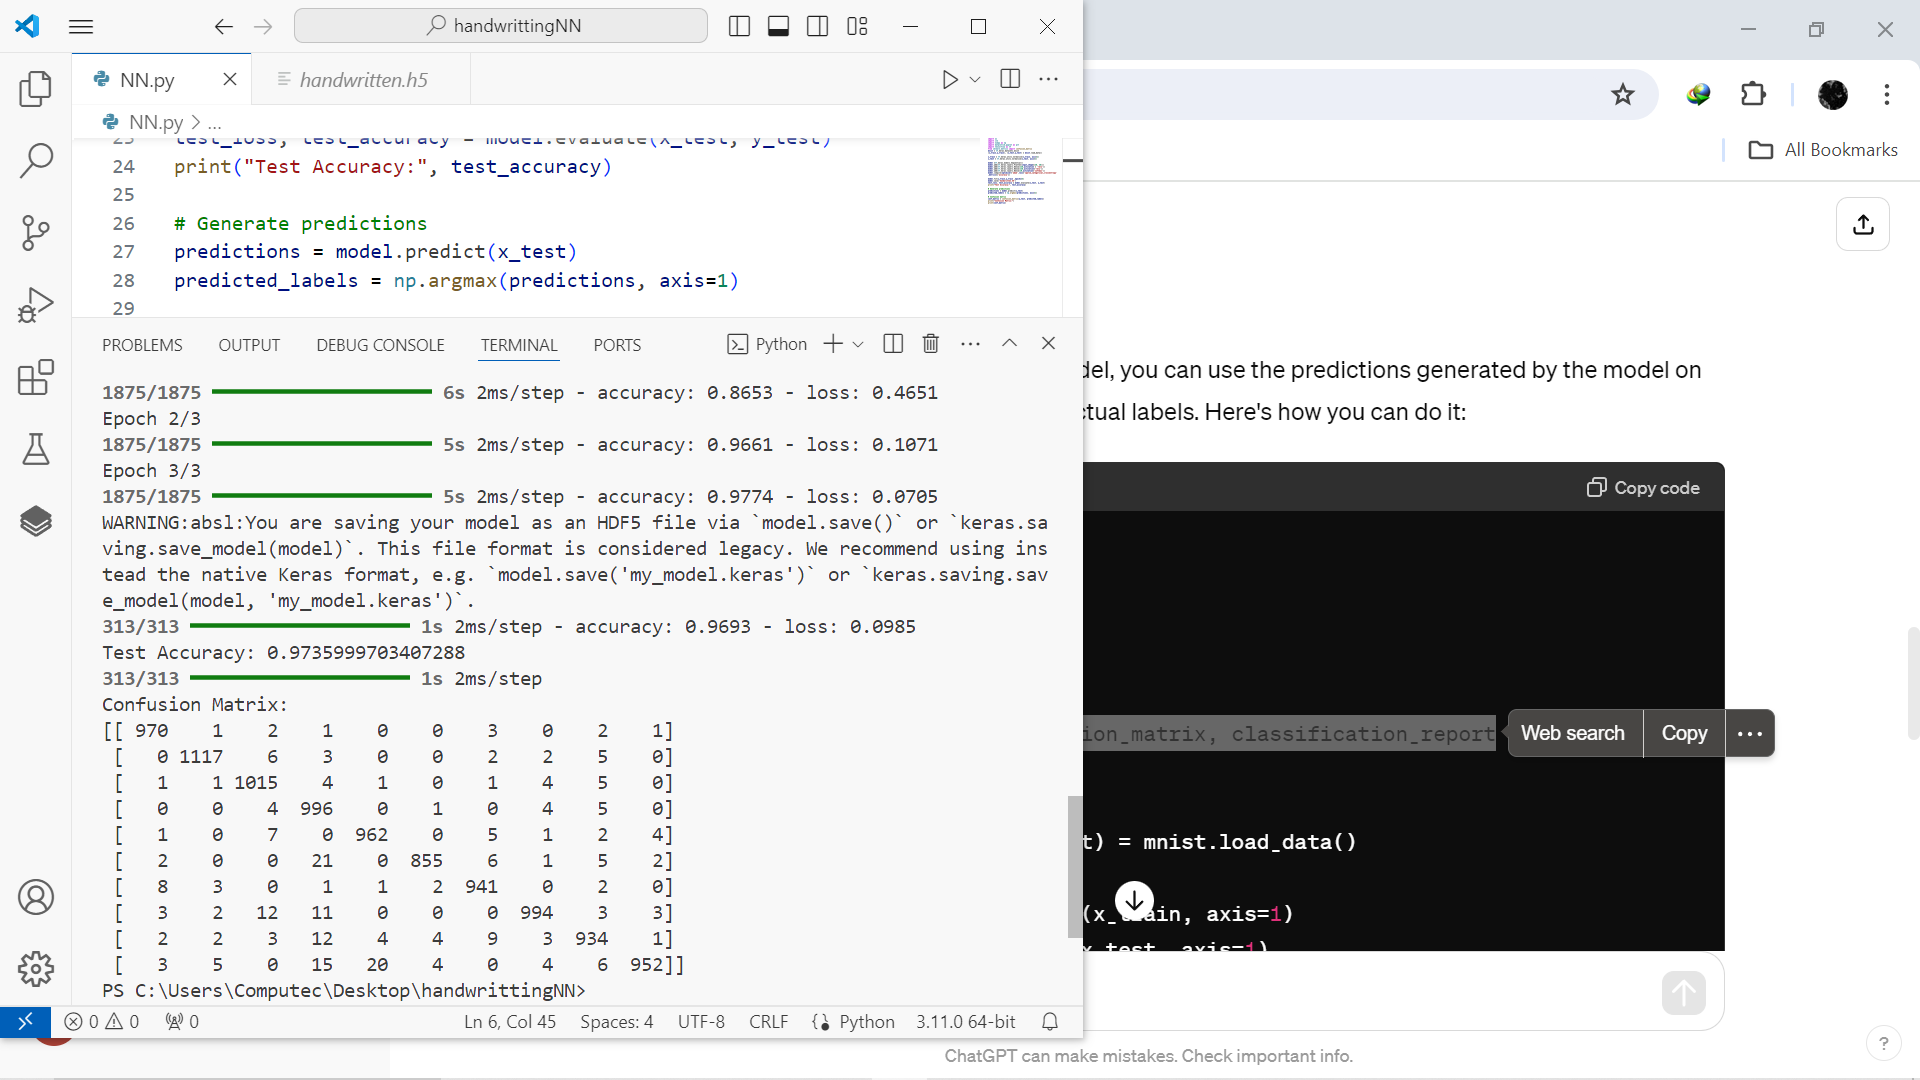 handwrittingNN
NN.py
handwritten.h5
NN.py > ...
23 test_loss, test_accuracy = model.evaluate(x_test, y_test)
24 print("Test Accuracy:", test_accuracy)
25
26 # Generate predictions
27 predictions = model.predict(x_test)
28 predicted_labels = np.argmax(predictions, axis=1)
29
PROBLEMS OUTPUT DEBUG CONSOLE TERMINAL PORTS Python
1875/1875 6s 2ms/step - accuracy: 0.8653 - loss: 0.4651
Epoch 2/3
1875/1875 5s 2ms/step - accuracy: 0.9661 - loss: 0.1071
Epoch 3/3
1875/1875 5s 2ms/step - accuracy: 0.9774 - loss: 0.0705
WARNING:absl:You are saving your model as an HDF5 file via `model.save()` or `keras.sa
ving.save_model(model)`. This file format is considered legacy. We recommend using ins
tead the native Keras format, e.g. `model.save('my_model.keras')` or `keras.saving.sav
e_model(model, 'my_model.keras')`.
313/313 1s 2ms/step - accuracy: 0.9693 - loss: 0.0985
Test Accuracy: 0.9735999703407288
313/313 1s 2ms/step
Confusion Matrix:
[[ 970 1 2 1 0 0 3 0 2 1]
[ 0 1117 6 3 0 0 2 2 5 0]
[ 1 1 1015 4 1 0 1 4 5 0]
[ 0 0 4 996 0 1 0 4 5 0]
[ 1 0 7 0 962 0 5 1 2 4]
[ 2 0 0 21 0 855 6 1 5 2]
[ 8 3 0 1 1 2 941 0 2 0]
[ 3 2 12 11 0 0 0 994 3 3]
[ 2 2 3 12 4 4 9 3 934 1]
[ 3 5 0 15 20 4 0 4 6 952]]
PS C:\Users\Computec\Desktop\handwrittingNN>
0 0 0 Ln 6, Col 45 Spaces: 4 UTF-8 CRLF Python 3.11.0 64-bit
All Bookmarks
del, you can use the predictions generated by the model on
ctual labels. Here's how you can do it:
Copy code
ion_matrix, classification_report
Web search Copy
t) = mnist.load_data()
(x_train, axis=1)
x_test, axis=1)
ChatGPT can make mistakes. Check important info.
?